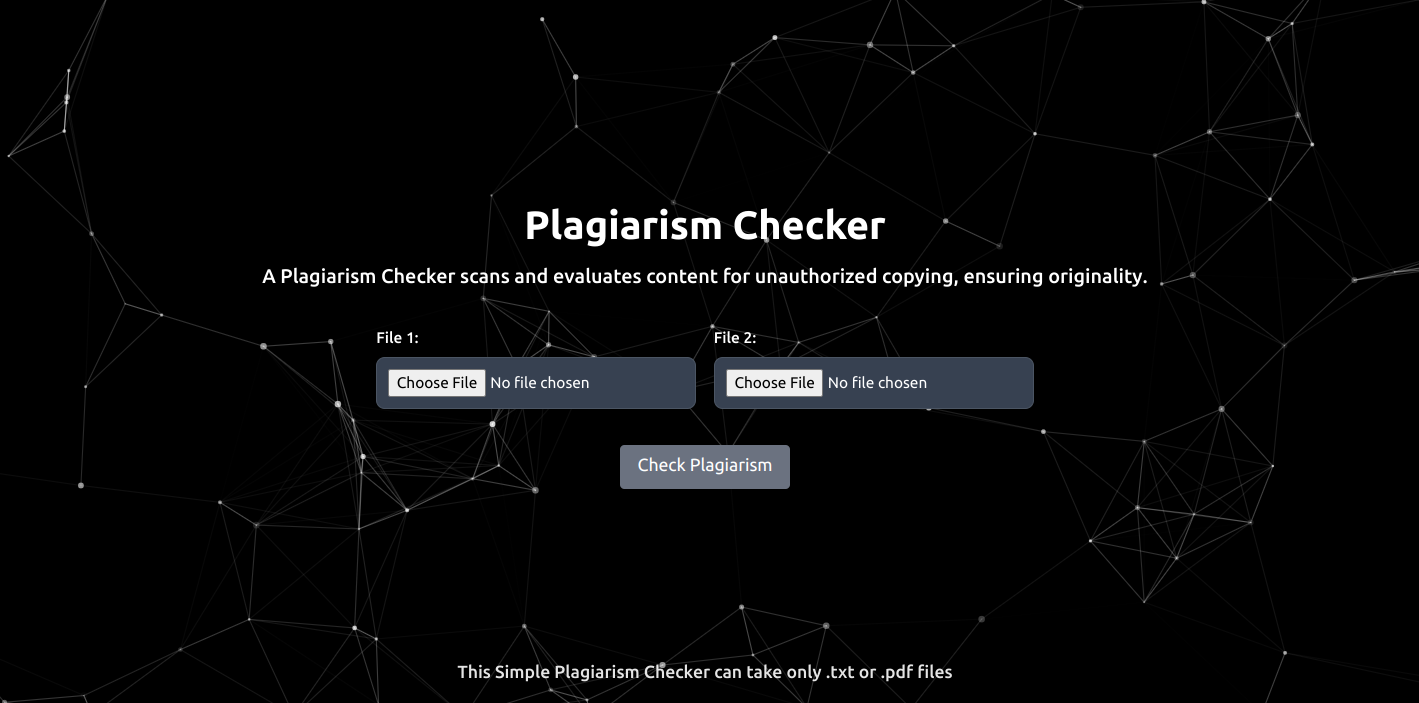 Plagiarism Checker
A Plagiarism Checker scans and evaluates content for unauthorized copying, ensuring originality.
File 1:
File 2:
Choose File No file chosen
Choose File No file chosen
Check Plagiarism
This Simple Plagiarism Checker can take only .txt or .pdf files